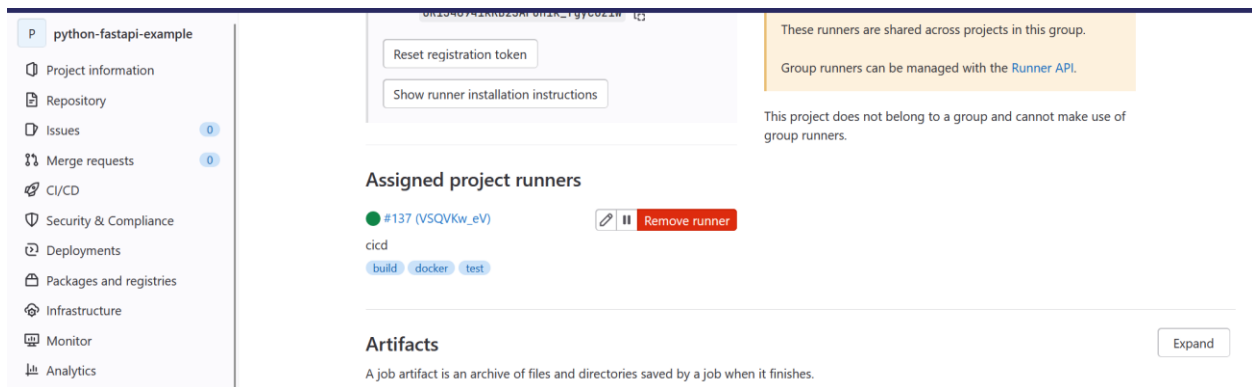 P python-fastapi-example
Project information
Repository
Issues 0
Merge requests 0
CI/CD
Security & Compliance
Deployments
Packages and registries
Infrastructure
Monitor
Analytics
Reset registration token
Show runner installation instructions
These runners are shared across projects in this group.
Group runners can be managed with the Runner API.
This project does not belong to a group and cannot make use of
group runners.
Assigned project runners
#137 (VSQVKw_eV)
Remove runner
cicd
build docker test
Artifacts
Expand
A job artifact is an archive of files and directories saved by a job when it finishes.